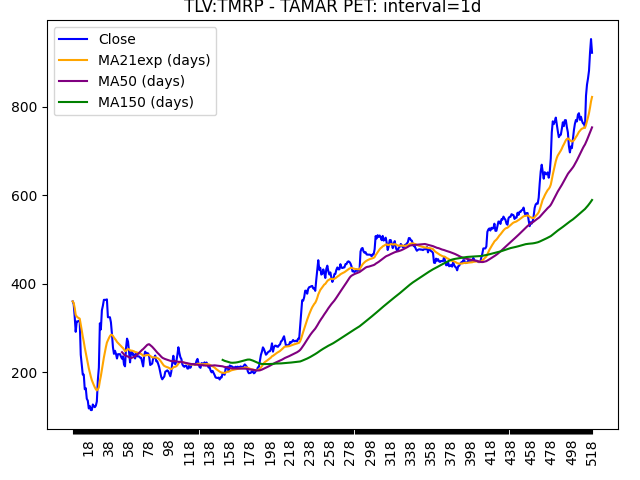 TLV:TMRP - TAMAR PET: interval=1d
Close
MA21exp (days)
MA50 (days)
MA150 (days)
800
600
400
200
18 38 58 78 98 118 138 158 178 198 218 238 258 278 298 318 338 358 378 398 418 438 458 478 498 518